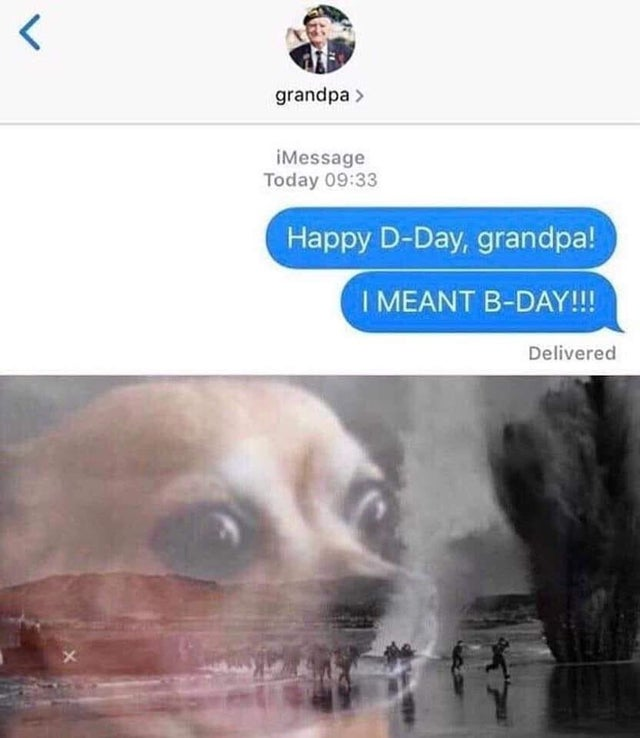 grandpa >
iMessage
Today 09:33
Happy D-Day, grandpa!
I MEANT B-DAY!!!
Delivered